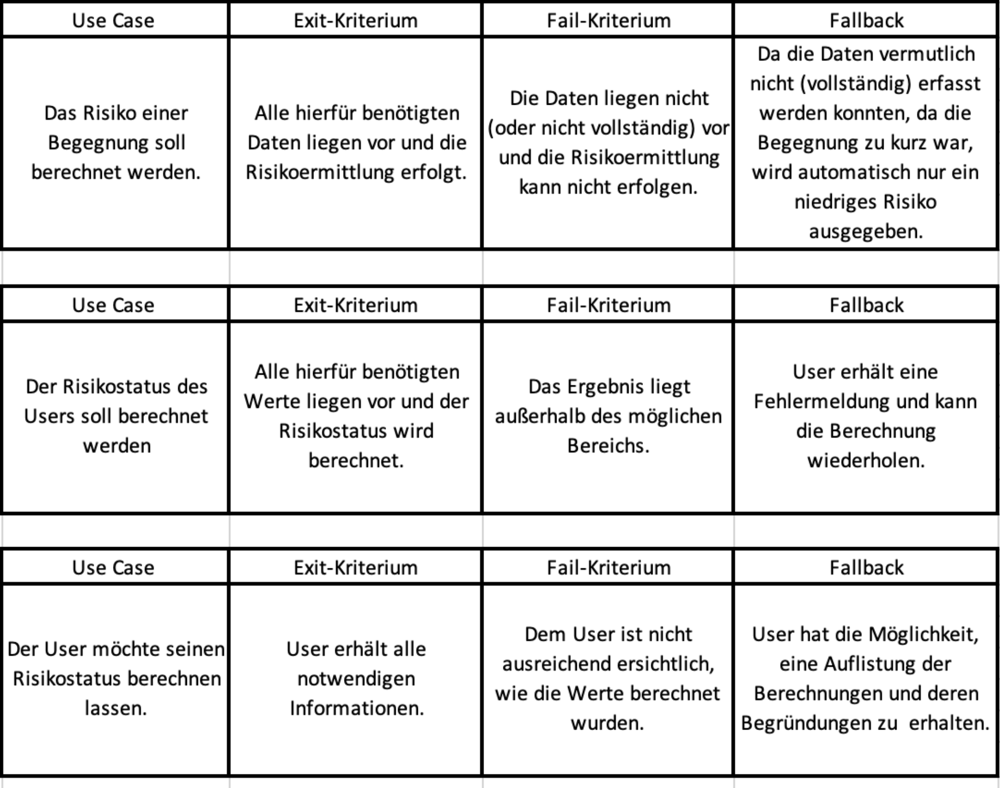 Use Case
Exit-Kriterium
Fail-Kriterium
Fallback
Das Risiko einer
Begegnung soll
berechnet werden.
Alle hierfür benötigten
Daten liegen vor und die
Risikoermittlung erfolgt.
Die Daten liegen nicht
(oder nicht vollständig) vor
und die Risikoermittlung
kann nicht erfolgen.
Da die Daten vermutlich
nicht (vollständig) erfasst
werden konnten, da die
Begegnung zu kurz war,
wird automatisch nur ein
niedriges Risiko
ausgegeben.
Use Case
Exit-Kriterium
Fail-Kriterium
Fallback
Der Risikostatus des
Users soll berechnet
werden
Alle hierfür benötigten
Werte liegen vor und der
Risikostatus wird
berechnet.
Das Ergebnis liegt
außerhalb des möglichen
Bereichs.
User erhält eine
Fehlermeldung und kann
die Berechnung
wiederholen.
Use Case
Exit-Kriterium
Fail-Kriterium
Fallback
Der User möchte seinen
Risikostatus berechnen
lassen.
User erhält alle
notwendigen
Informationen.
Dem User ist nicht
ausreichend ersichtlich,
wie die Werte berechnet
wurden.
User hat die Möglichkeit,
eine Auflistung der
Berechnungen und deren
Begründungen zu  erhalten.